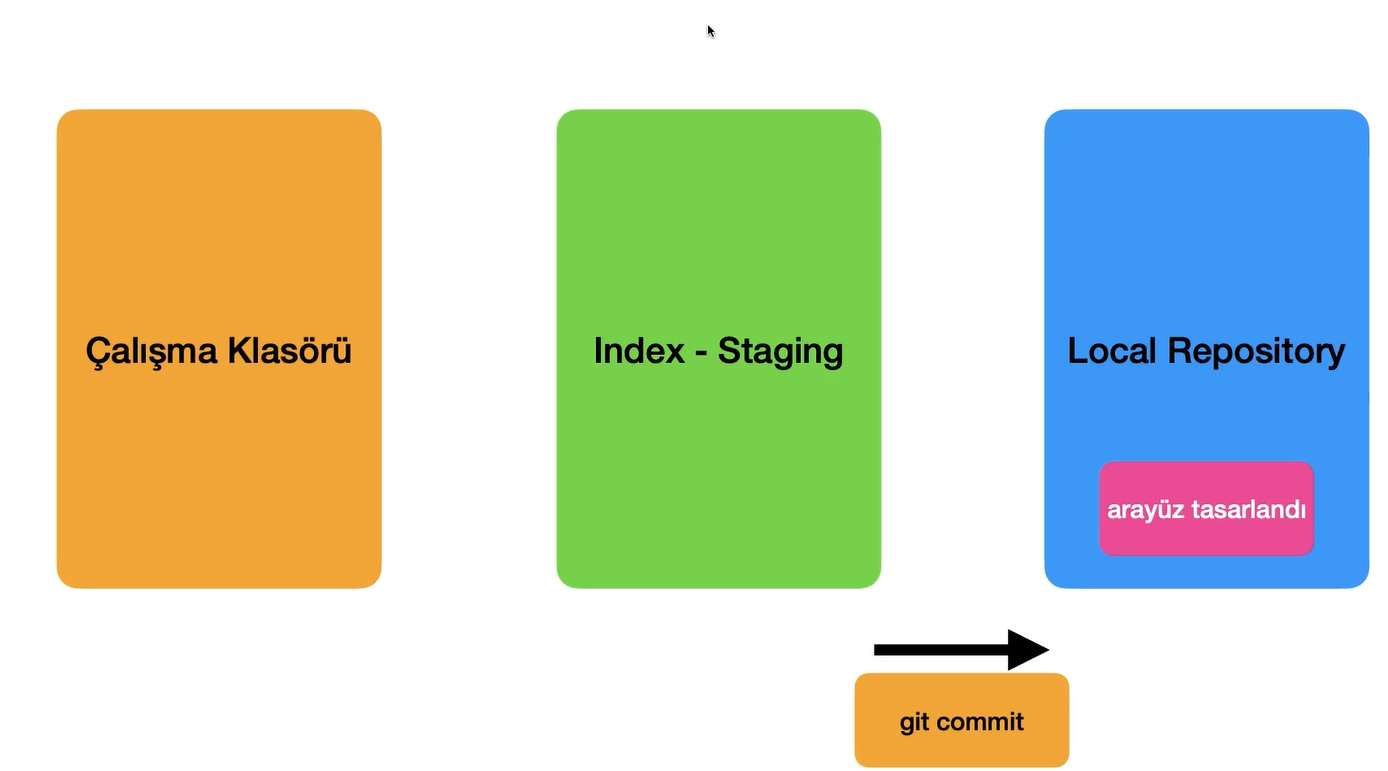 Çalışma Klasörü
Index - Staging
Local Repository
arayüz tasarlandı
git commit